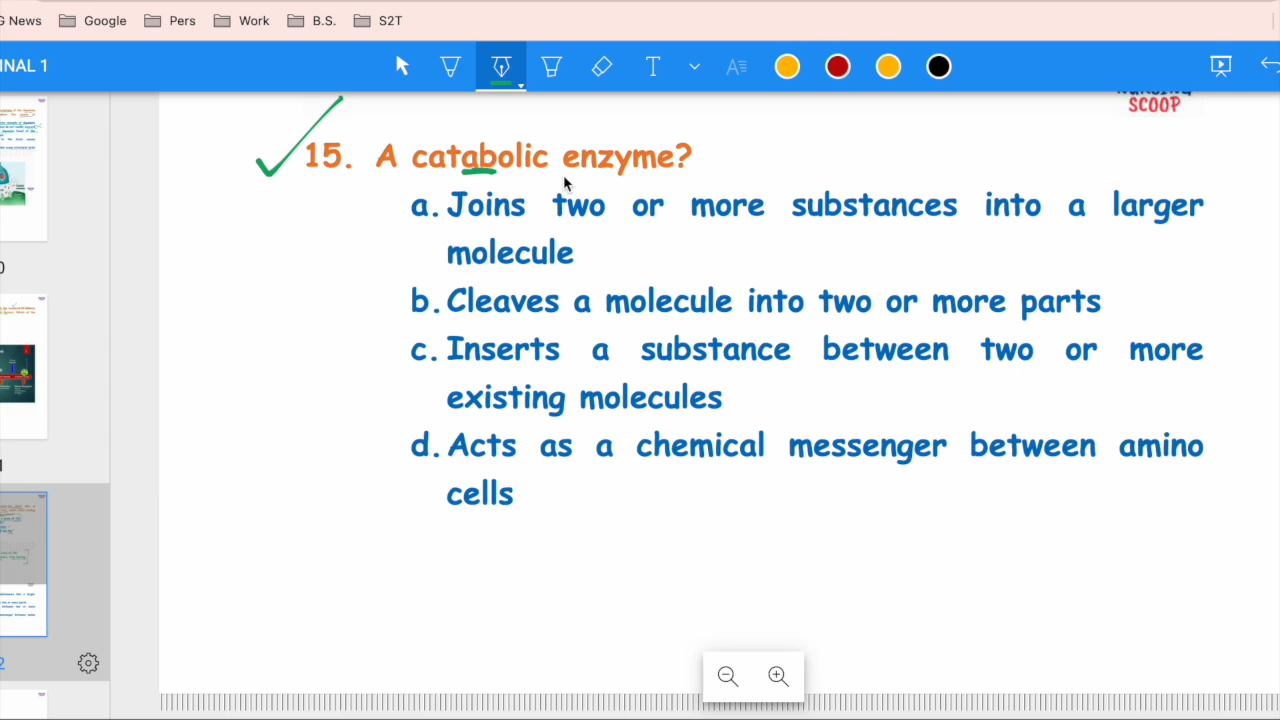 G News Google Pers Work B.S. S2T
INAL 1
T
SCOOP
15. A catabolic enzyme?
a. Joins two or more substances into a larger
molecule
b. Cleaves a molecule into two or more parts
c. Inserts a substance between two or more
existing molecules
d. Acts as a chemical messenger between amino
cells